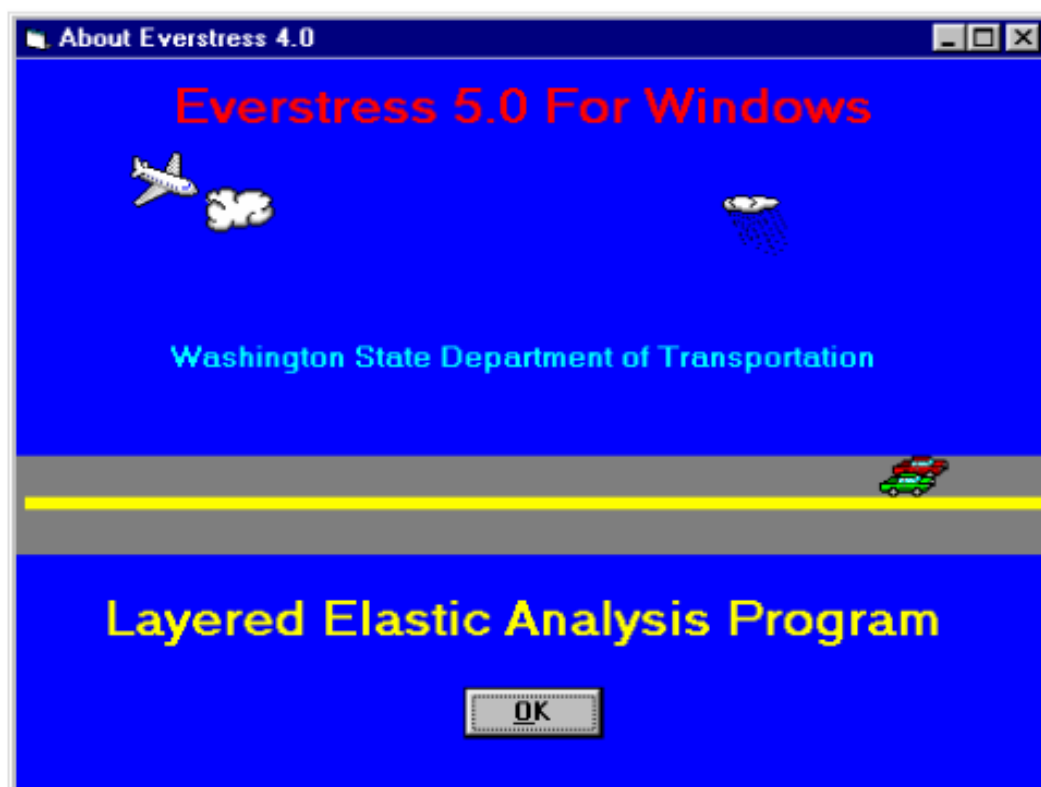 About Everstress 4.0
Everstress 5.0 For Windows
Washington State Department of Transportation
Layered Elastic Analysis Program
OK